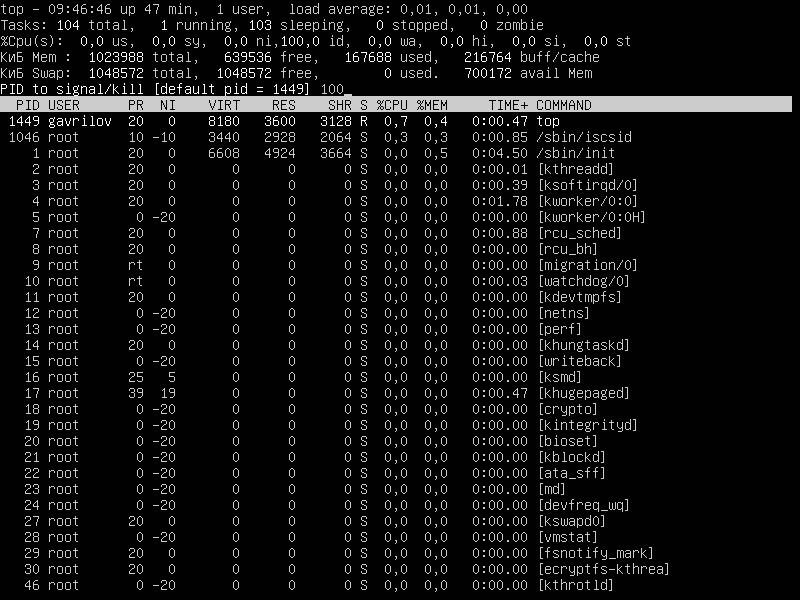 top - 09:46:46 up 47 min,  1 user,  load average: 0,01, 0,01, 0,00
Tasks: 104 total,   1 running, 103 sleeping,   0 stopped,   0 zombie
%Cpu(s):  0,0 us,  0,0 sy,  0,0 ni,100,0 id,  0,0 wa,  0,0 hi,  0,0 si,  0,0 st
КиБ Mem :  1023988 total,   639536 free,   167688 used,   216764 buff/cache
КиБ Swap:  1048572 total,  1048572 free,        0 used.   700172 avail Mem
PID to signal/kill [default pid = 1449] 100_
PID USER      PR  NI    VIRT    RES    SHR S %CPU %MEM     TIME+ COMMAND
1449 gavrilov  20   0    8180   3600   3128 R  0,7  0,4   0:00.47 top
1046 root      10 -10    3440   2928   2064 S  0,3  0,3   0:00.85 /sbin/iscsid
1 root      20   0    6608   4924   3664 S  0,0  0,5   0:04.50 /sbin/init
2 root      20   0       0      0      0 S  0,0  0,0   0:00.01 [kthreadd]
3 root      20   0       0      0      0 S  0,0  0,0   0:00.39 [ksoftirqd/0]
4 root      20   0       0      0      0 S  0,0  0,0   0:01.78 [kworker/0:0]
5 root       0 -20       0      0      0 S  0,0  0,0   0:00.00 [kworker/0:0H]
7 root      20   0       0      0      0 S  0,0  0,0   0:00.88 [rcu_sched]
8 root      20   0       0      0      0 S  0,0  0,0   0:00.00 [rcu_bh]
9 root      rt   0       0      0      0 S  0,0  0,0   0:00.00 [migration/0]
10 root      rt   0       0      0      0 S  0,0  0,0   0:00.03 [watchdog/0]
11 root      20   0       0      0      0 S  0,0  0,0   0:00.00 [kdevtmpfs]
12 root       0 -20       0      0      0 S  0,0  0,0   0:00.00 [netns]
13 root       0 -20       0      0      0 S  0,0  0,0   0:00.00 [perf]
14 root      20   0       0      0      0 S  0,0  0,0   0:00.00 [khungtaskd]
15 root       0 -20       0      0      0 S  0,0  0,0   0:00.00 [writeback]
16 root      25   5       0      0      0 S  0,0  0,0   0:00.00 [ksmd]
17 root      39  19       0      0      0 S  0,0  0,0   0:00.47 [khugepaged]
18 root       0 -20       0      0      0 S  0,0  0,0   0:00.00 [crypto]
19 root       0 -20       0      0      0 S  0,0  0,0   0:00.00 [kintegrityd]
20 root       0 -20       0      0      0 S  0,0  0,0   0:00.00 [bioset]
21 root       0 -20       0      0      0 S  0,0  0,0   0:00.00 [kblockd]
22 root       0 -20       0      0      0 S  0,0  0,0   0:00.00 [ata_sff]
23 root       0 -20       0      0      0 S  0,0  0,0   0:00.00 [md]
24 root       0 -20       0      0      0 S  0,0  0,0   0:00.00 [devfreq_wq]
27 root      20   0       0      0      0 S  0,0  0,0   0:00.00 [kswapd0]
28 root       0 -20       0      0      0 S  0,0  0,0   0:00.00 [vmstat]
29 root      20   0       0      0      0 S  0,0  0,0   0:00.00 [fsnotify_mark]
30 root      20   0       0      0      0 S  0,0  0,0   0:00.00 [ecryptfs-kthrea]
46 root       0 -20       0      0      0 S  0,0  0,0   0:00.00 [kthrotld]